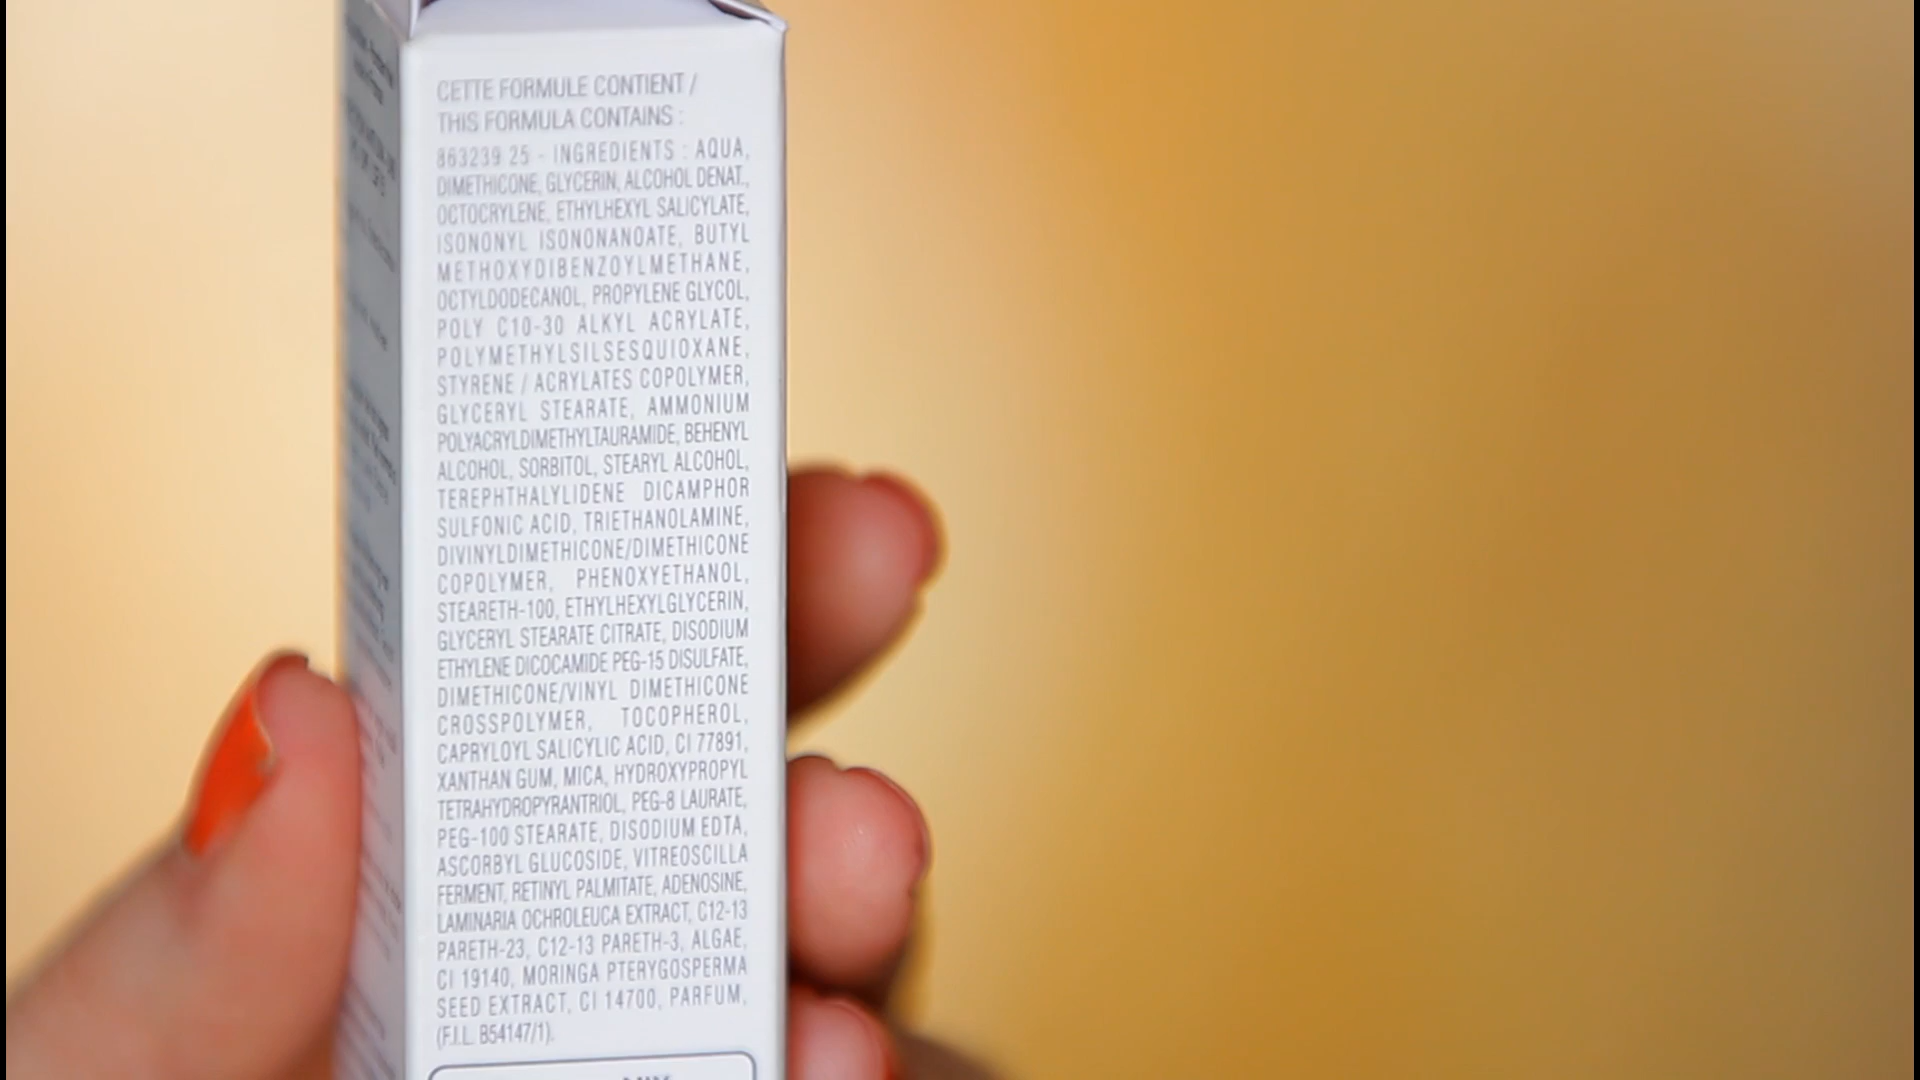 CETTE FORMULE CONTIENT /
THIS FORMULA CONTAINS :
863239 25 - INGREDIENTS : AQUA,
DIMETHICONE, GLYCERIN, ALCOHOL DENAT.,
OCTOCRYLENE, ETHYLHEXYL SALICYLATE,
ISONONYL ISONONANOATE, BUTYL
METHOXYDIBENZOYLMETHANE,
OCTYLDODECANOL, PROPYLENE GLYCOL,
POLY C10-30 ALKYL ACRYLATE,
POLYMETHYLSILSESQUIOXANE,
STYRENE / ACRYLATES COPOLYMER,
GLYCERYL STEARATE, AMMONIUM
POLYACRYLDIMETHYLTAURAMIDE, BEHENYL
ALCOHOL, SORBITOL, STEARYL ALCOHOL,
TEREPHTHALYLIDENE DICAMPHOR
SULFONIC ACID, TRIETHANOLAMINE,
DIVINYLDIMETHICONE/DIMETHICONE
COPOLYMER, PHENOXYETHANOL,
STEARETH-100, ETHYLHEXYLGLYCERIN,
GLYCERYL STEARATE CITRATE, DISODIUM
ETHYLENE DICOCAMIDE PEG-15 DISULFATE,
DIMETHICONE/VINYL DIMETHICONE
CROSSPOLYMER, TOCOPHEROL,
CAPRYLOYL SALICYLIC ACID, CI 77891,
XANTHAN GUM, MICA, HYDROXYPROPYL
TETRAHYDROPYRANTRIOL, PEG-8 LAURATE,
PEG-100 STEARATE, DISODIUM EDTA,
ASCORBYL GLUCOSIDE, VITREOSCILLA
FERMENT, RETINYL PALMITATE, ADENOSINE,
LAMINARIA OCHROLEUCA EXTRACT, C12-13
PARETH-23, C12-13 PARETH-3, ALGAE,
CI 19140, MORINGA PTERYGOSPERMA
SEED EXTRACT, CI 14700, PARFUM,
(F.I.L. B54147/1).